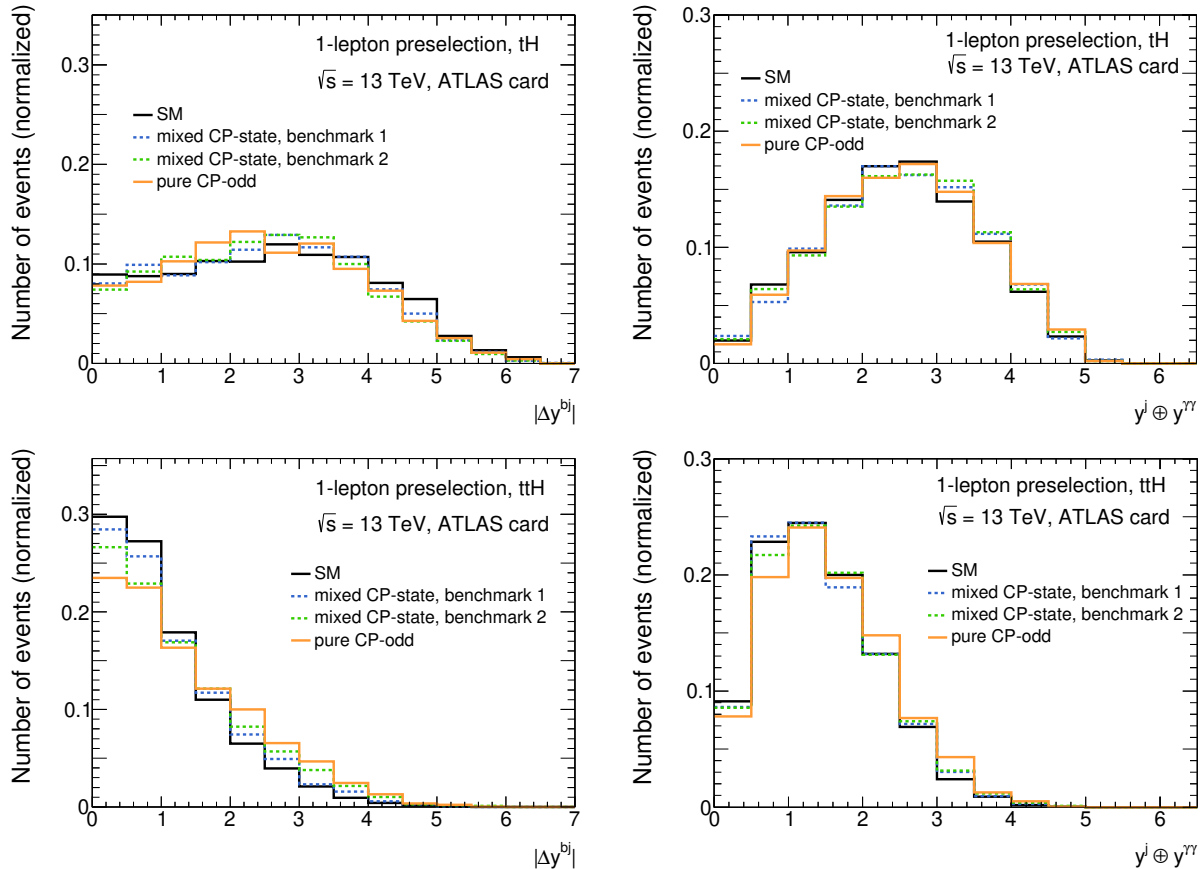 Number of events (normalized)
1-lepton preselection, tH
√s = 13 TeV, ATLAS card
SM
mixed CP-state, benchmark 1
mixed CP-state, benchmark 2
pure CP-odd
0.3
0.2
0.1
0
0 1 2 3 4 5 6 7
|Δy^{bj}|
Number of events (normalized)
1-lepton preselection, tH
√s = 13 TeV, ATLAS card
SM
mixed CP-state, benchmark 1
mixed CP-state, benchmark 2
pure CP-odd
0.3
0.2
0.1
0
0 1 2 3 4 5 6
y^j ⊕ y^{γγ}
Number of events (normalized)
1-lepton preselection, ttH
√s = 13 TeV, ATLAS card
SM
mixed CP-state, benchmark 1
mixed CP-state, benchmark 2
pure CP-odd
0.3
0.2
0.1
0
0 1 2 3 4 5 6 7
|Δy^{bj}|
Number of events (normalized)
1-lepton preselection, ttH
√s = 13 TeV, ATLAS card
SM
mixed CP-state, benchmark 1
mixed CP-state, benchmark 2
pure CP-odd
0.3
0.2
0.1
0
0 1 2 3 4 5 6
y^j ⊕ y^{γγ}